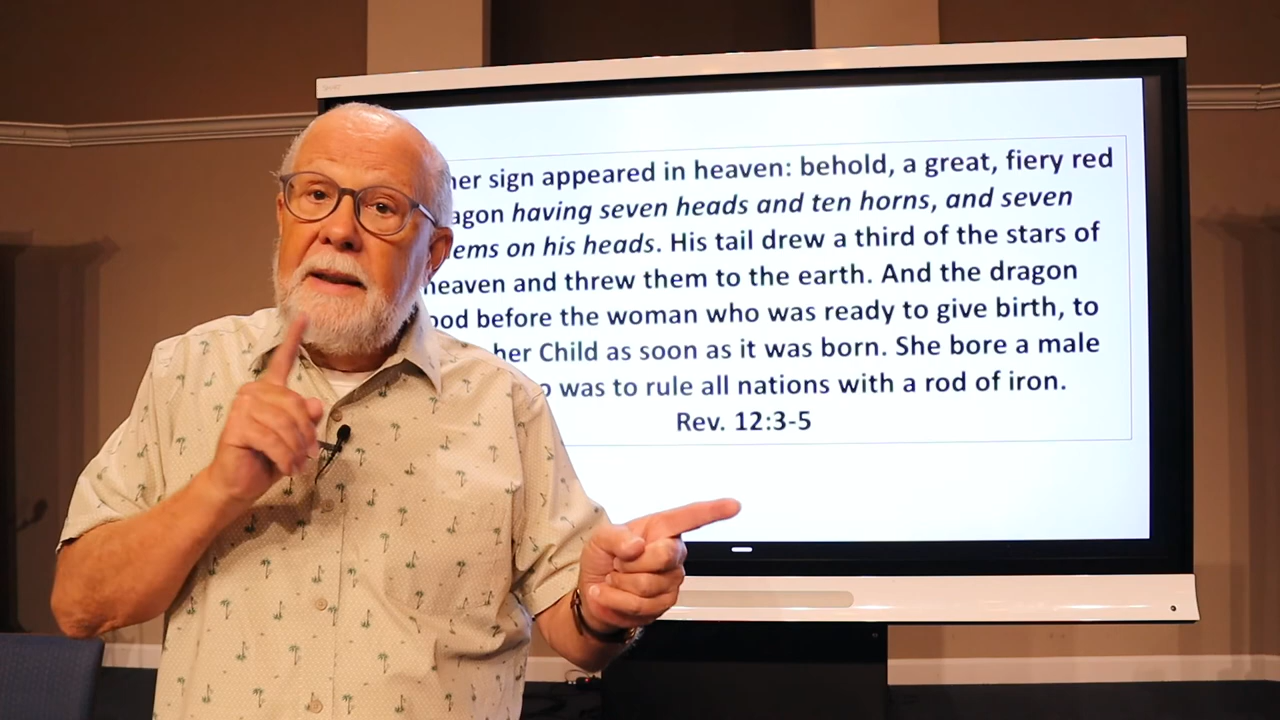 her sign appeared in heaven: behold, a great, fiery red
agon having seven heads and ten horns, and seven
ems on his heads. His tail drew a third of the stars of
heaven and threw them to the earth. And the dragon
ood before the woman who was ready to give birth, to
her Child as soon as it was born. She bore a male
o was to rule all nations with a rod of iron.
Rev. 12:3-5